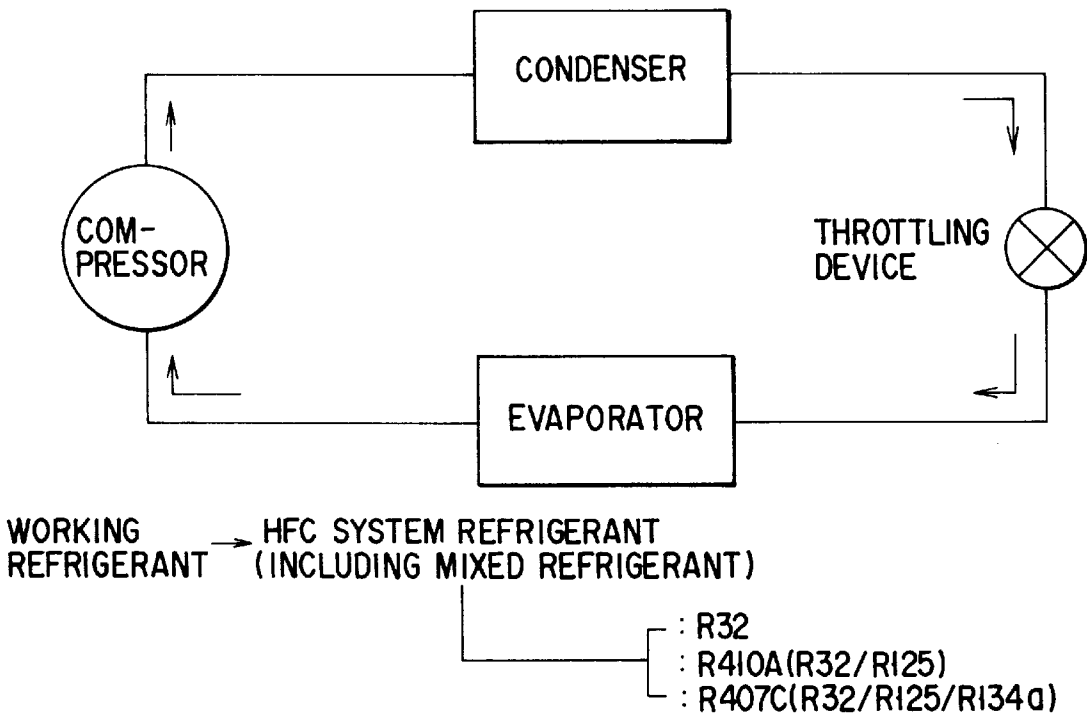 CONDENSER
COM-
PRESSOR
THROTTLING
DEVICE
EVAPORATOR
WORKING
REFRIGERANT
HFC SYSTEM REFRIGERANT
(INCLUDING MIXED REFRIGERANT)
: R32
: R410A(R32/R125)
: R407C(R32/R125/R134a)